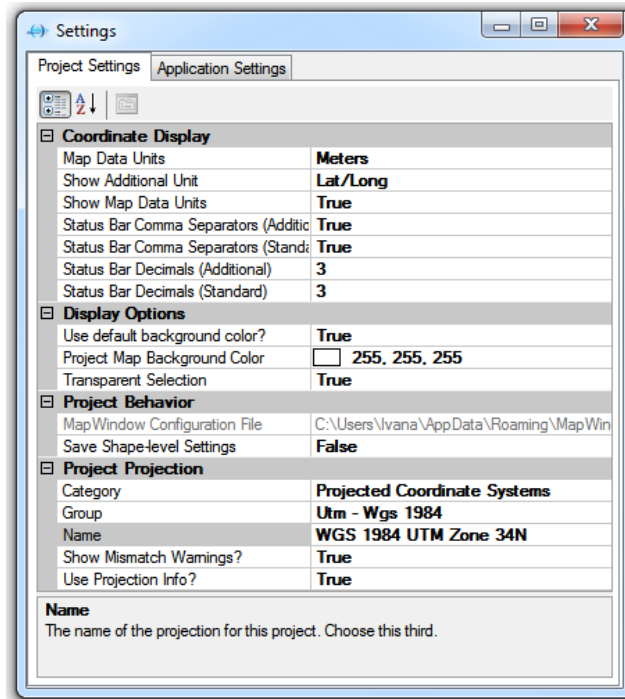 Settings
Project Settings Application Settings
Coordinate Display
Map Data Units Meters
Show Additional Unit Lat/Long
Show Map Data Units True
Status Bar Comma Separators (Additic True
Status Bar Comma Separators (Standa True
Status Bar Decimals (Additional) 3
Status Bar Decimals (Standard) 3
Display Options
Use default background color? True
Project Map Background Color 255, 255, 255
Transparent Selection True
Project Behavior
MapWindow Configuration File C:\Users\Ivana\AppData\Roaming\MapWin
Save Shape-level Settings False
Project Projection
Category Projected Coordinate Systems
Group Utm - Wgs 1984
Name WGS 1984 UTM Zone 34N
Show Mismatch Warnings? True
Use Projection Info? True
Name
The name of the projection for this project. Choose this third.